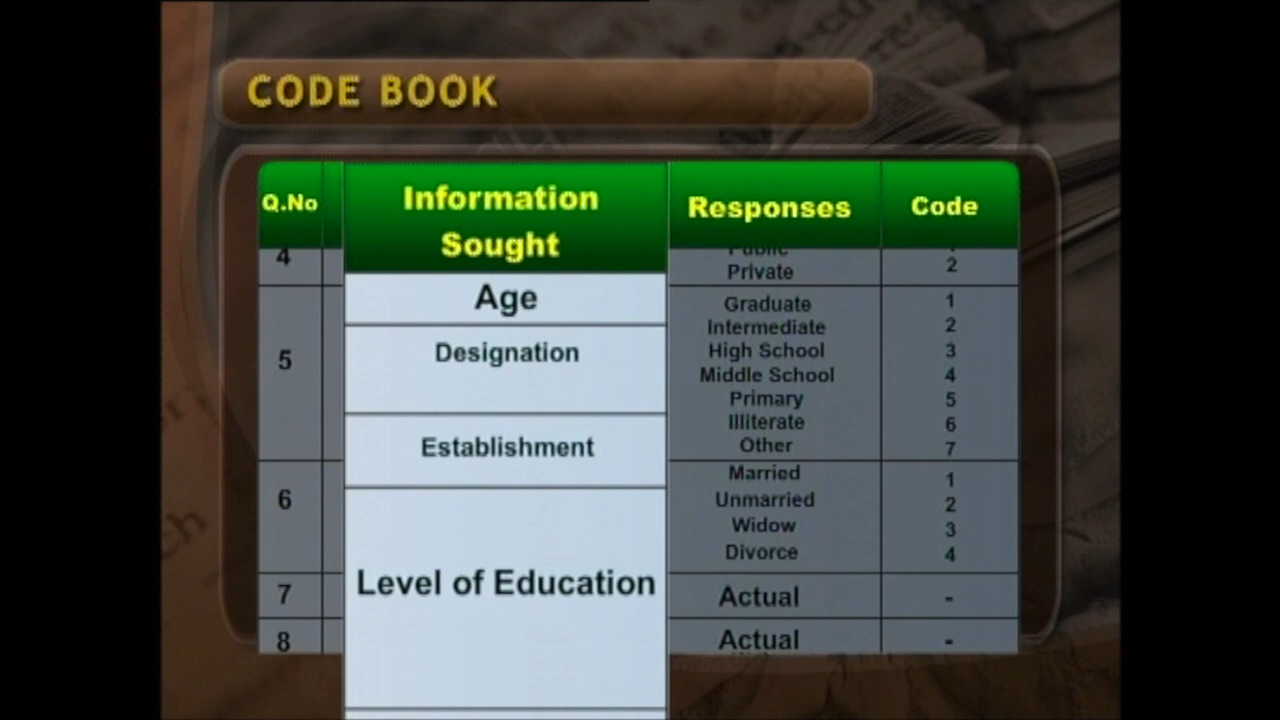 CODE BOOK
Q.No
Information
Sought
Responses
Code
4
Public
Private
2
Age
5
Designation
Graduate 1
Intermediate 2
High School 3
Middle School 4
Primary 5
Illiterate 6
Other 7
Establishment
6
Married 1
Unmarried 2
Widow 3
Divorce 4
Level of Education
7 Actual -
8 Actual -